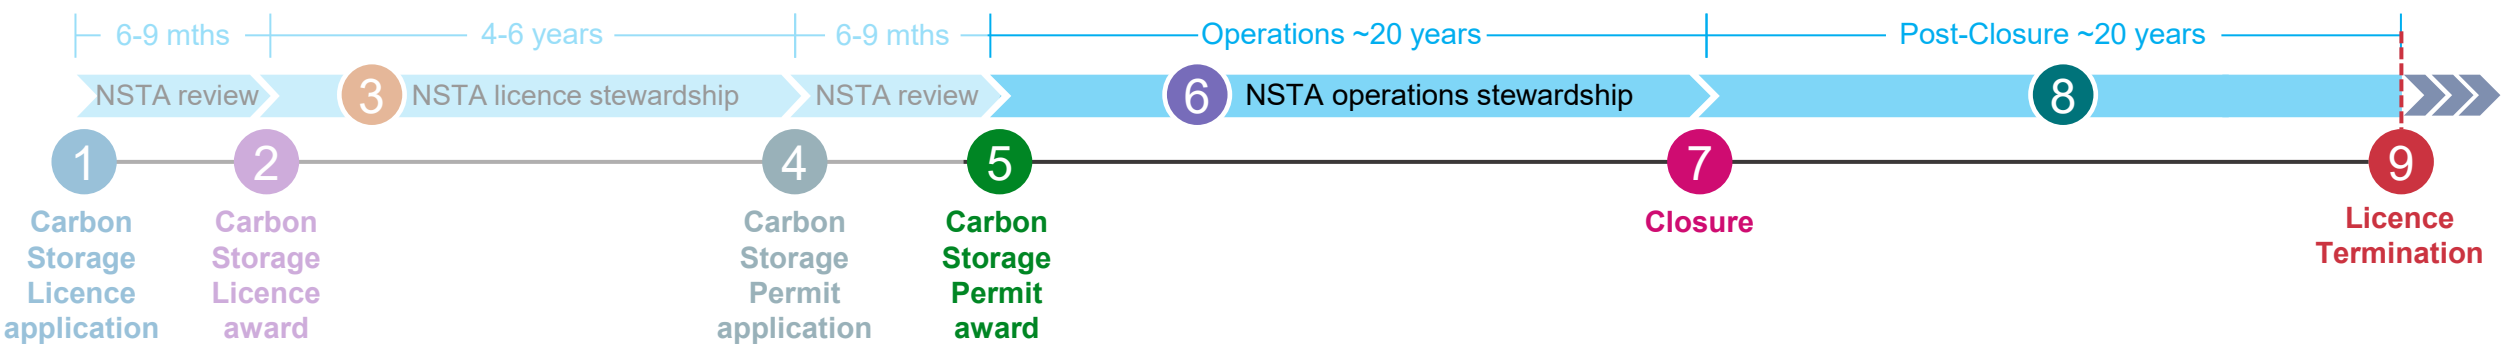 6-9 mths
4-6 years
6-9 mths
Operations ~20 years
Post-Closure ~20 years
NSTA review
3
NSTA licence stewardship
NSTA review
6
NSTA operations stewardship
8
1
2
4
5
7
9
Carbon
Storage
Licence
application
Carbon
Storage
Licence
award
Carbon
Storage
Permit
application
Carbon
Storage
Permit
award
Closure
Licence
Termination